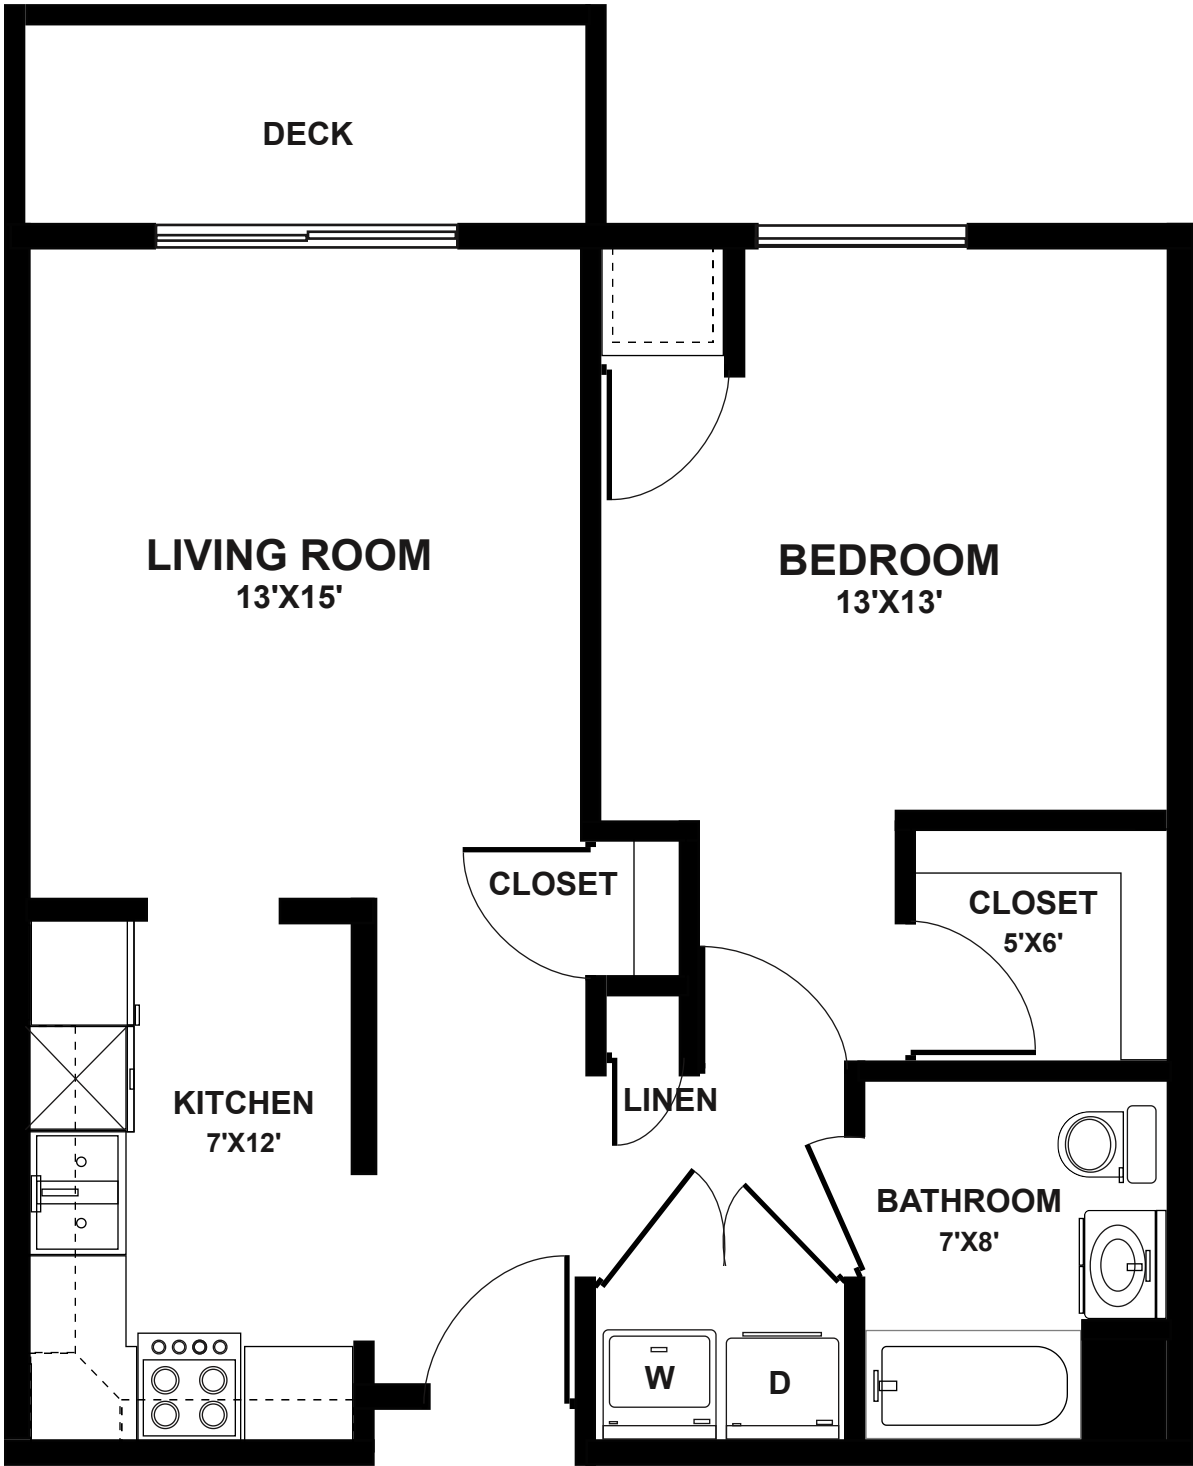 DECK
LIVING ROOM
13'X15'
BEDROOM
13'X13'
CLOSET
CLOSET
5'X6'
KITCHEN
7'X12'
LINEN
BATHROOM
7'X8'
W
D